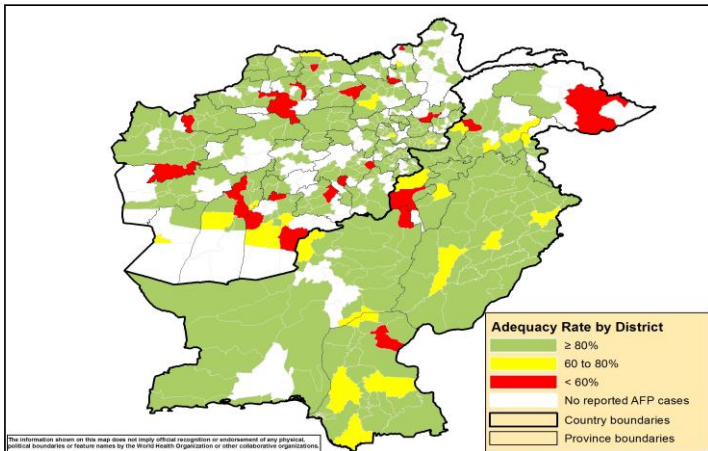 Adequacy Rate by District
≥ 80%
60 to 80%
< 60%
No reported AFP cases
Country boundaries
Province boundaries
The information shown on this map does not imply official recognition or endorsement of any physical,
political boundaries or feature names by the World Health Organization or other collaborative organizations.